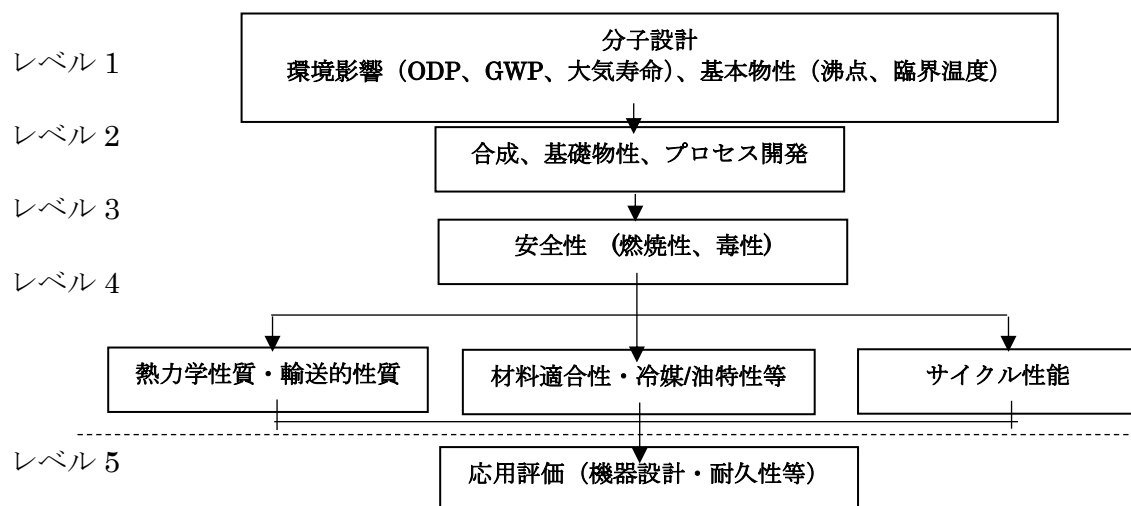 レベル 1
分子設計
環境影響（ODP、GWP、大気寿命）、基本物性（沸点、臨界温度）
レベル 2
合成、基礎物性、プロセス開発
レベル 3
安全性　(燃焼性、毒性)
レベル 4
熱力学性質・輸送的性質
材料適合性・冷媒/油特性等
サイクル性能
レベル 5
応用評価（機器設計・耐久性等）